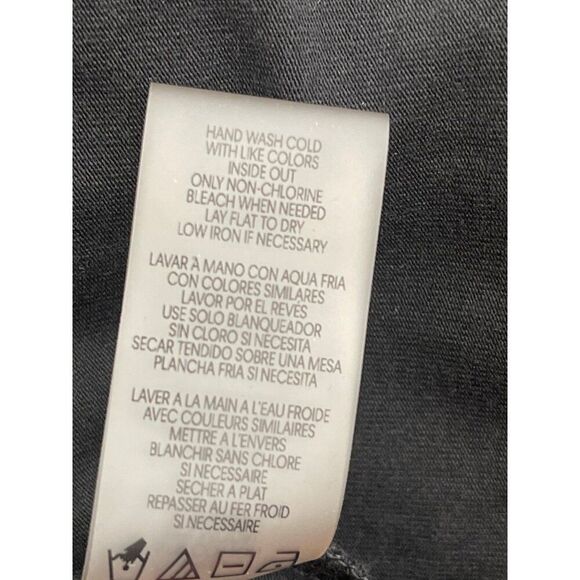 HAND WASH COLD
WITH LIKE COLORS
INSIDE OUT
ONLY NON-CHLORINE
BLEACH WHEN NEEDED
LAY FLAT TO DRY
LOW IRON IF NECESSARY
LAVAR À MANO CON AQUA FRIA
CON COLORES SIMILARES
LAVOR POR EL REVÉS
USE SOLO BLANQUEADOR
SIN CLORO SI NECESITA
SECAR TENDIDO SOBRE UNA MESA
PLANCHA FRIA SI NECESITA
LAVER A LA MAIN A L'EAU FROIDE
AVEC COULEURS SIMILIAIRES
METTRE A L'ENVERS
BLANCHIR SANS CHLORE
SI NECESSAIRE
SECHER A PLAT
REPASSER AU FER FROID
SI NECESSAIRE